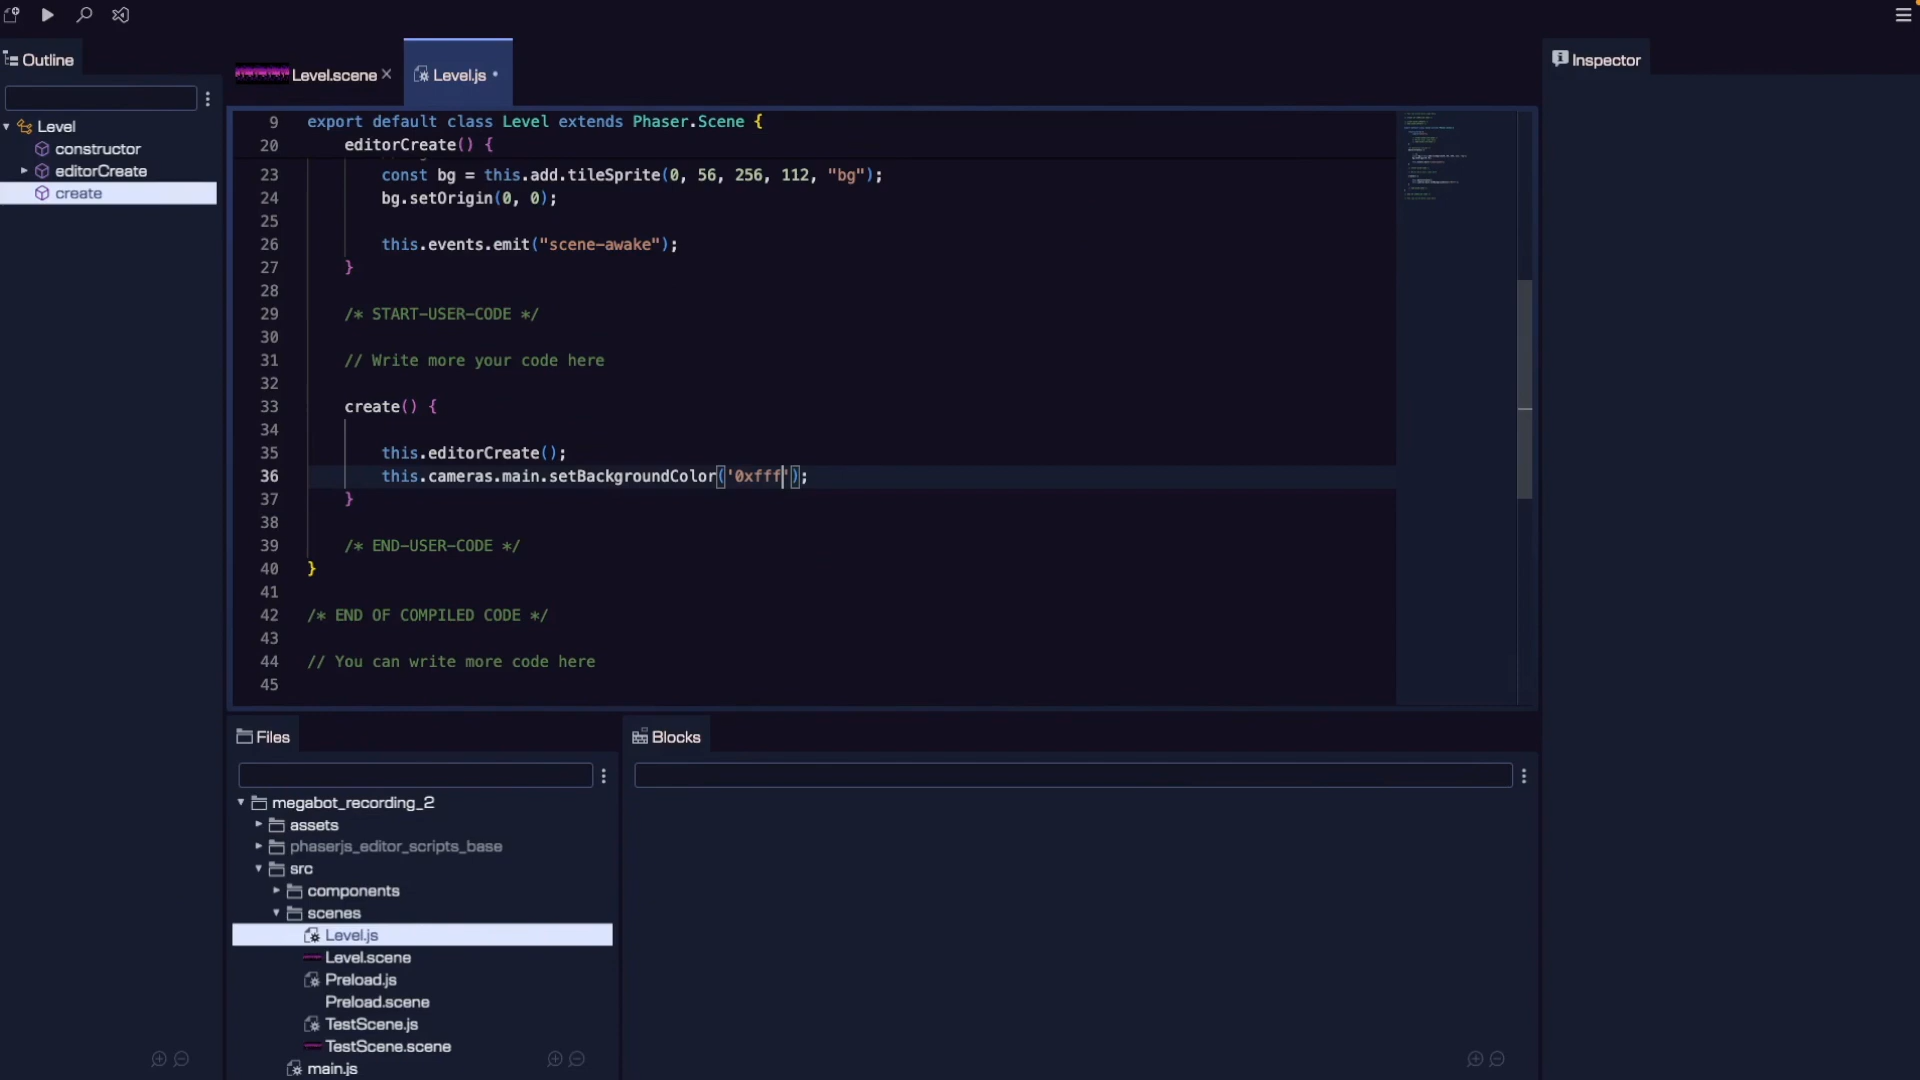 Outline
Level
constructor
editorCreate
create
Level.scene
Level.js
9 export default class Level extends Phaser.Scene {
20 editorCreate() {
23 const bg = this.add.tileSprite(0, 56, 256, 112, "bg");
24 bg.setOrigin(0, 0);
25
26 this.events.emit("scene-awake");
27 }
28
29 /* START-USER-CODE */
30
31 // Write more your code here
32
33 create() {
34
35 this.editorCreate();
36 this.cameras.main.setBackgroundColor('0xfff');
37 }
38
39 /* END-USER-CODE */
40 }
41
42 /* END OF COMPILED CODE */
43
44 // You can write more code here
45
Inspector
Files
megabot_recording_2
assets
phaserjs_editor_scripts_base
src
components
scenes
Level.js
Level.scene
Preload.js
Preload.scene
TestScene.js
TestScene.scene
main.js
Blocks